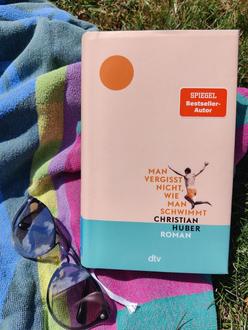 SPIEGEL
Bestseller-
Autor
MAN
VERGISST
NICHT,
WIE
MAN
SCHWIMMT
CHRISTIAN
HUBER
ROMAN
dtv